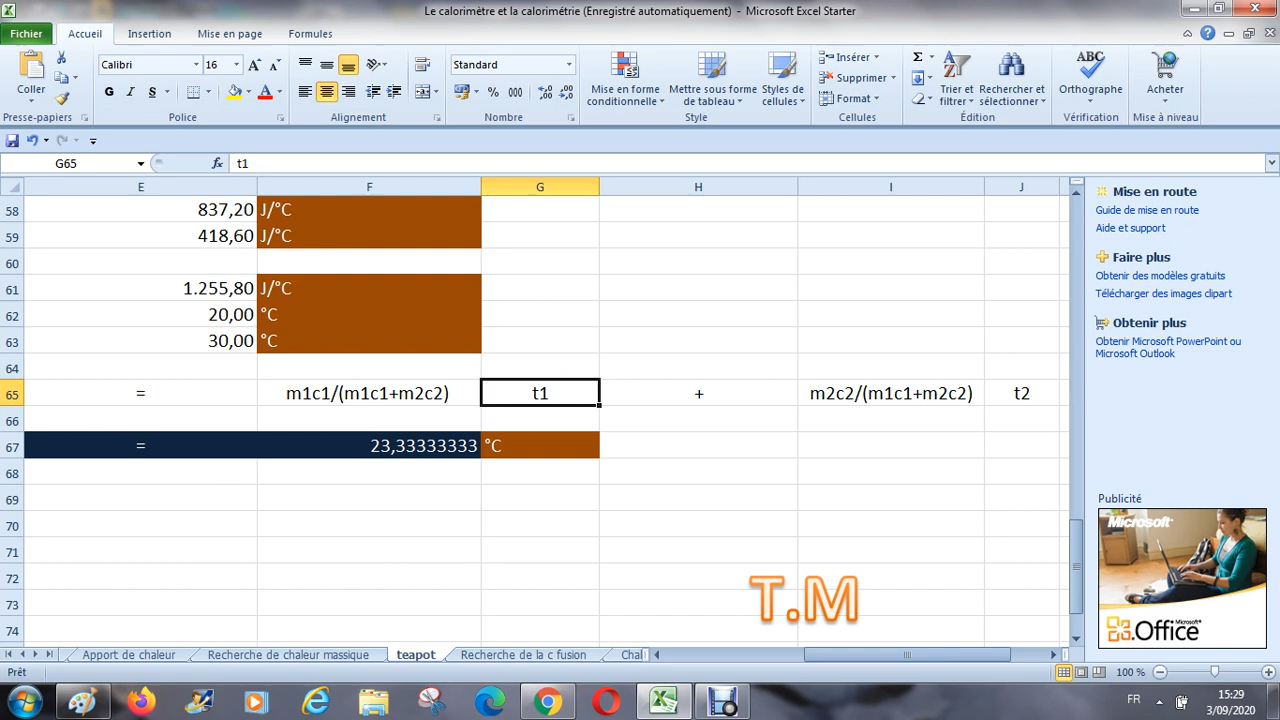 Le calorimètre et la calorimétrie (Enregistré automatiquement) - Microsoft Excel Starter
Fichier Accueil Insertion Mise en page Formules
Coller
Presse-papiers
Calibri 16
G I S
Police
Alignement
Standard
% 000
Nombre
Mise en forme conditionnelle
Mettre sous forme de tableau
Styles de cellules
Style
Insérer
Supprimer
Format
Cellules
Σ
Trier et filtrer
Rechercher et sélectionner
Édition
ABC
Orthographe
Vérification
Acheter
Mise à niveau
G65 fx t1
E F G H I J
58 837,20 J/°C
59 418,60 J/°C
60
61 1.255,80 J/°C
62 20,00 °C
63 30,00 °C
64
65 = m1c1/(m1c1+m2c2) t1 + m2c2/(m1c1+m2c2) t2
66
67 = 23,33333333 °C
68
69
70
71
72
73
74
T.M
Mise en route
Guide de mise en route
Aide et support
Faire plus
Obtenir des modèles gratuits
Télécharger des images clipart
Obtenir plus
Obtenir Microsoft PowerPoint ou
Microsoft Outlook
Publicité
Microsoft
Office
Apport de chaleur Recherche de chaleur massique teapot Recherche de la c fusion Chal
Prêt 100 %
FR 15:29
3/09/2020